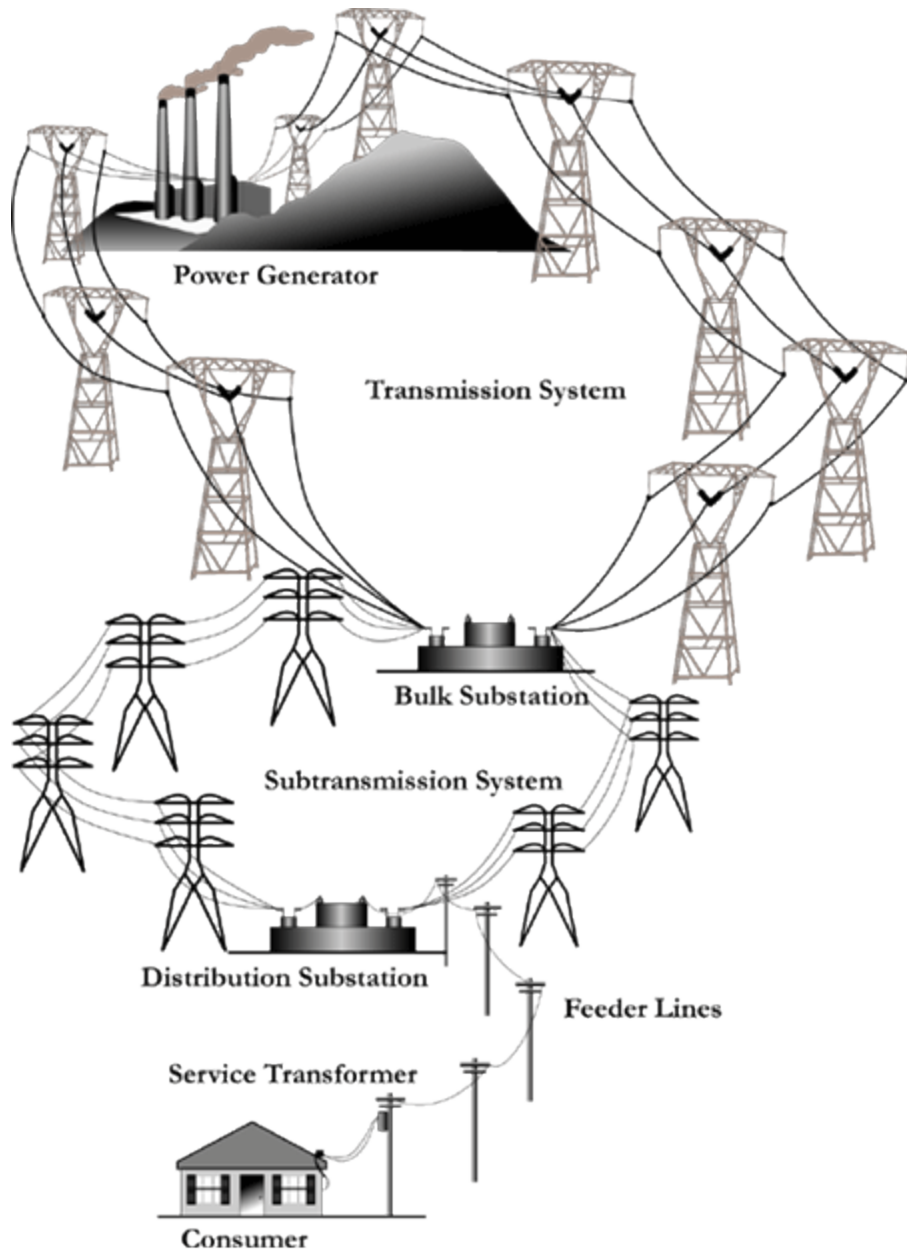 Power Generator
Transmission System
Bulk Substation
Subtransmission System
Distribution Substation
Feeder Lines
Service Transformer
Consumer